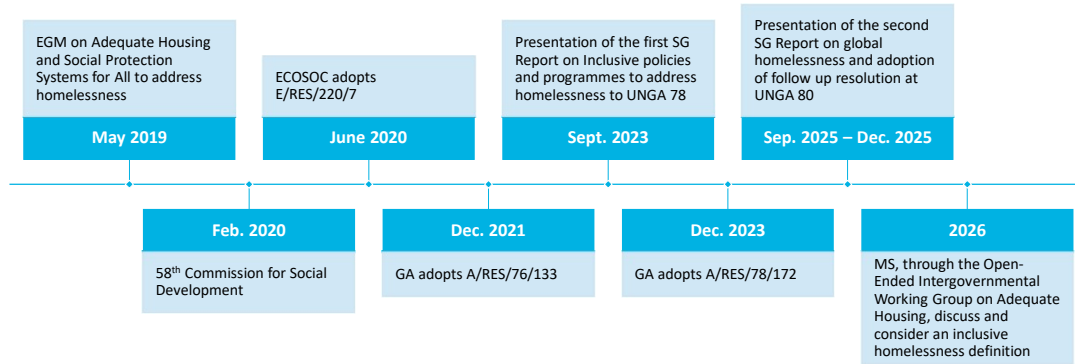 EGM on Adequate Housing
and Social Protection
Systems for All to address
homelessness
May 2019
ECOSOC adopts
E/RES/220/7
June 2020
Presentation of the first SG
Report on Inclusive policies
and programmes to address
homelessness to UNGA 78
Sept. 2023
Presentation of the second
SG Report on global
homelessness and adoption
of follow up resolution at
UNGA 80
Sep. 2025 – Dec. 2025
Feb. 2020
58th Commission for Social
Development
Dec. 2021
GA adopts A/RES/76/133
Dec. 2023
GA adopts A/RES/78/172
2026
MS, through the Open-
Ended Intergovernmental
Working Group on Adequate
Housing, discuss and
consider an inclusive
homelessness definition